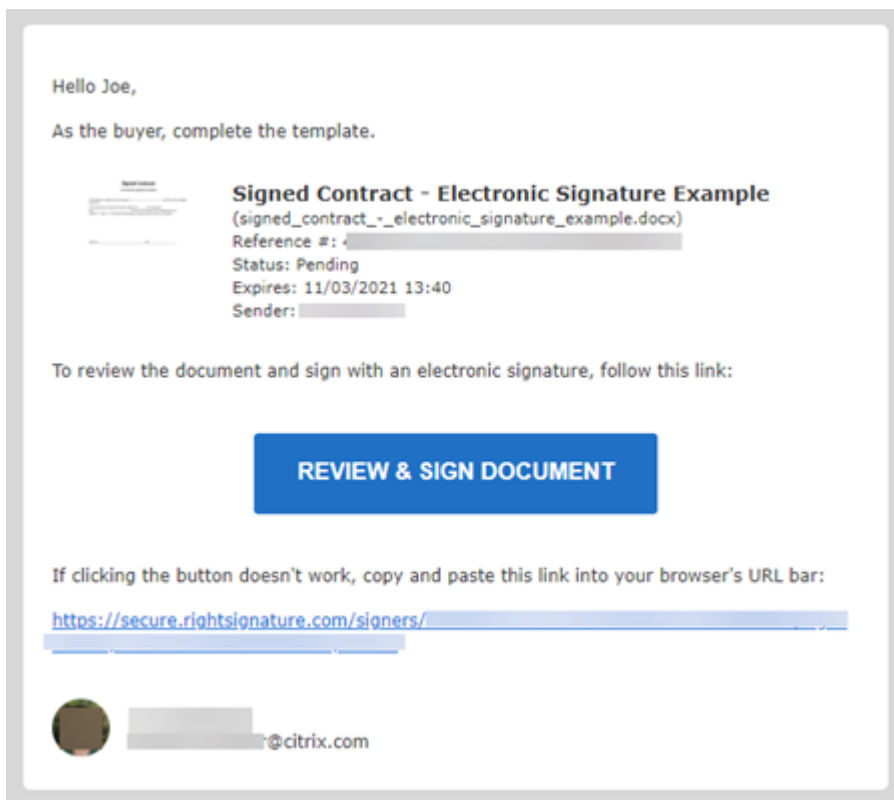 Hello Joe,
As the buyer, complete the template.
Signed Contract - Electronic Signature Example
(signed_contract_-_electronic_signature_example.docx)
Reference #:
Status: Pending
Expires: 11/03/2021 13:40
Sender:
To review the document and sign with an electronic signature, follow this link:
REVIEW & SIGN DOCUMENT
If clicking the button doesn't work, copy and paste this link into your browser's URL bar:
https://secure.rightsignature.com/signers/
@citrix.com